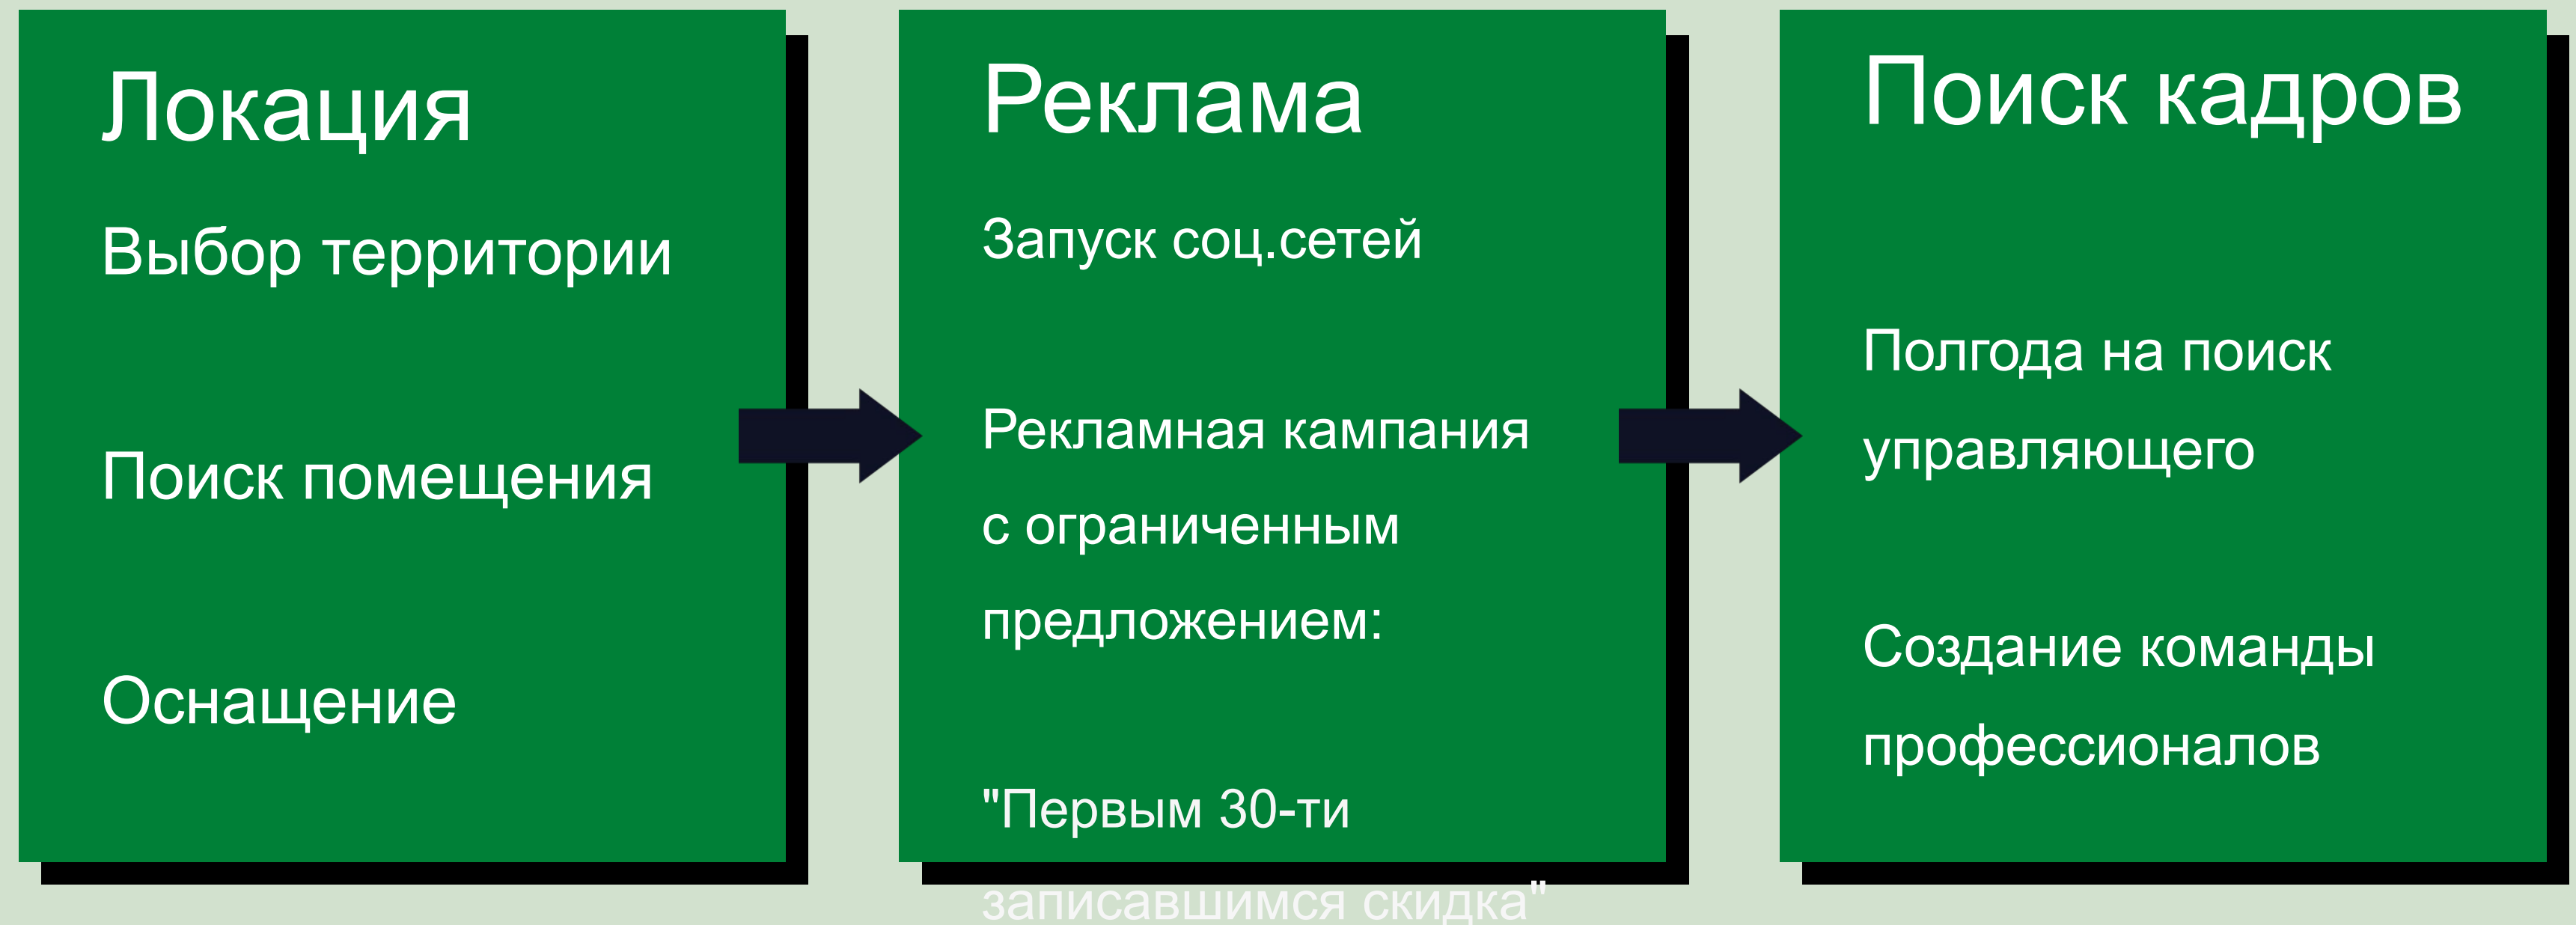 Локация
Выбор территории
Поиск помещения
Оснащение
Реклама
Запуск соц.сетей
Рекламная кампания
с ограниченным
предложением:
"Первым 30-ти
записавшимся скидка"
Поиск кадров
Полгода на поиск
управляющего
Создание команды
профессионалов